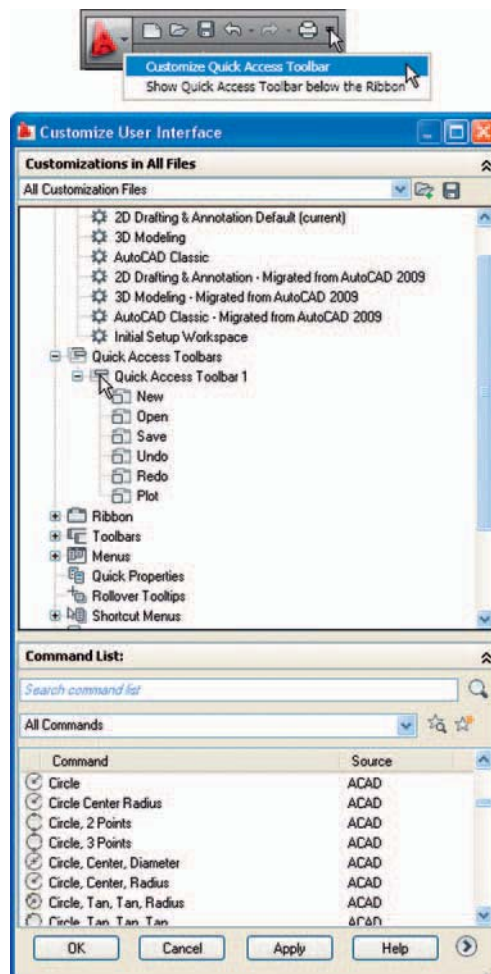 Customize Quick Access Toolbar
Show Quick Access Toolbar below the Ribbon
Customize User Interface
Customizations in All Files
All Customization Files
2D Drafting & Annotation Default (current)
3D Modeling
AutoCAD Classic
2D Drafting & Annotation - Migrated from AutoCAD 2009
3D Modeling - Migrated from AutoCAD 2009
AutoCAD Classic - Migrated from AutoCAD 2009
Initial Setup Workspace
Quick Access Toolbars
Quick Access Toolbar 1
New
Open
Save
Undo
Redo
Plot
Ribbon
Toolbars
Menus
Quick Properties
Rollover Tooltips
Shortcut Menus
Command List:
Search command list
All Commands
Command Source
Circle ACAD
Circle Center Radius ACAD
Circle, 2 Points ACAD
Circle, 3 Points ACAD
Circle, Center, Diameter ACAD
Circle, Center, Radius ACAD
Circle, Tan, Tan, Radius ACAD
Circle, Tan, Tan, Tan ACAD
OK Cancel Apply Help